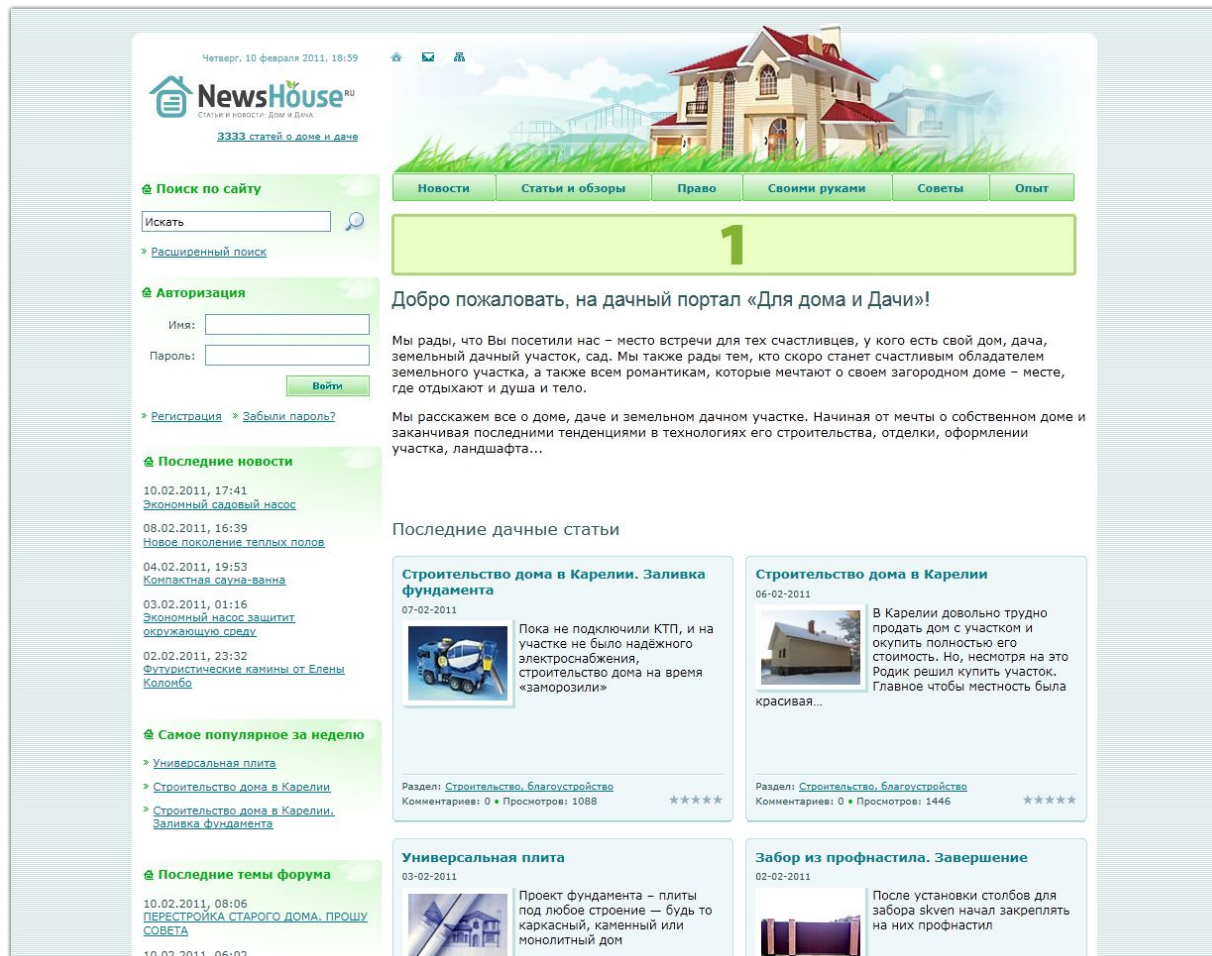 Четверг, 10 февраля 2011, 18:59
NewsHouse RU
Статьи и новости: Дом и Дача
3333 статей о доме и даче
Поиск по сайту
Искать
» Расширенный поиск
Авторизация
Имя:
Пароль:
Войти
» Регистрация » Забыли пароль?
Последние новости
10.02.2011, 17:41
Экономный садовый насос
08.02.2011, 16:39
Новое поколение теплых полов
04.02.2011, 19:53
Компактная сауна-ванна
03.02.2011, 01:16
Экономный насос защитит
окружающую среду
02.02.2011, 23:32
Футуристические камины от Елены
Коломбо
Самое популярное за неделю
» Универсальная плита
» Строительство дома в Карелии
» Строительство дома в Карелии.
Заливка фундамента
Последние темы форума
10.02.2011, 08:06
ПЕРЕСТРОЙКА СТАРОГО ДОМА. ПРОШУ
СОВЕТА
10.02.2011, 06:02
Новости Статьи и обзоры Право Своими руками Советы Опыт
1
Добро пожаловать, на дачный портал «Для дома и Дачи»!
Мы рады, что Вы посетили нас – место встречи для тех счастливцев, у кого есть свой дом, дача,
земельный дачный участок, сад. Мы также рады тем, кто скоро станет счастливым обладателем
земельного участка, а также всем романтикам, которые мечтают о своем загородном доме – месте,
где отдыхают и душа и тело.
Мы расскажем все о доме, даче и земельном дачном участке. Начиная от мечты о собственном доме и
заканчивая последними тенденциями в технологиях его строительства, отделки, оформлении
участка, ландшафта...
Последние дачные статьи
Строительство дома в Карелии. Заливка
фундамента
07-02-2011
Пока не подключили КТП, и на
участке не было надёжного
электроснабжения,
строительство дома на время
«заморозили»
Раздел: Строительство, благоустройство
Комментариев: 0 • Просмотров: 1088
Строительство дома в Карелии
06-02-2011
В Карелии довольно трудно
продать дом с участком и
окупить полностью его
стоимость. Но, несмотря на это
Родик решил купить участок.
Главное чтобы местность была
красивая...
Раздел: Строительство, благоустройство
Комментариев: 0 • Просмотров: 1446
Универсальная плита
03-02-2011
Проект фундамента – плиты
под любое строение — будь то
каркасный, каменный или
монолитный дом
Забор из профнастила. Завершение
02-02-2011
После установки столбов для
забора skven начал закреплять
на них профнастил